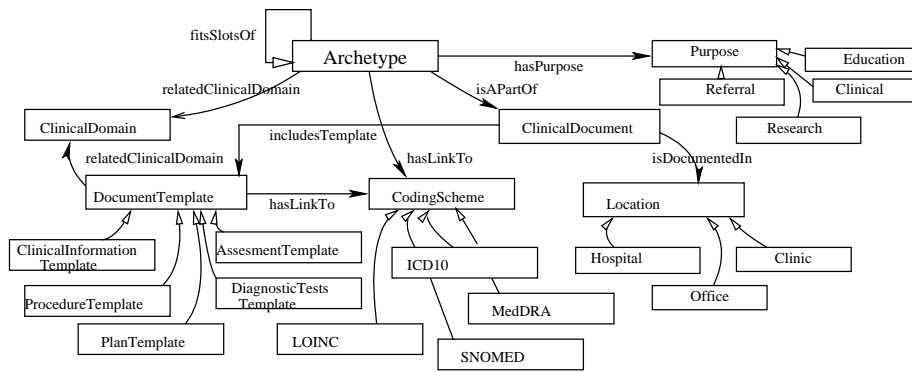 fitsSlotsOf
Archetype
Purpose
Education
hasPurpose
relatedClinicalDomain
isAPartOf
Referral
Clinical
ClinicalDomain
includesTemplate
ClinicalDocument
Research
relatedClinicalDomain
hasLinkTo
isDocumentedIn
DocumentTemplate
hasLinkTo
CodingScheme
Location
ClinicalInformation
Template
AssesmentTemplate
ICD10
Hospital
Clinic
ProcedureTemplate
DiagnosticTests
Template
MedDRA
Office
PlanTemplate
LOINC
SNOMED